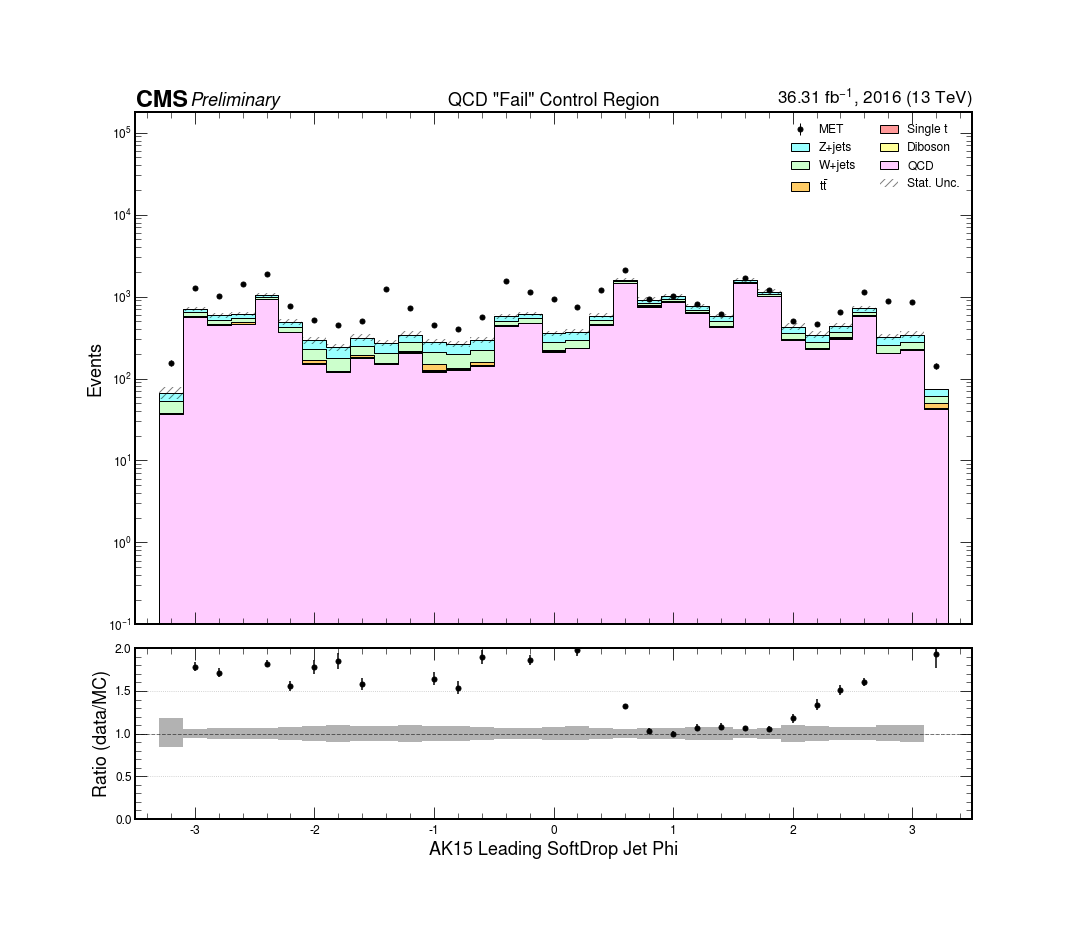 CMS Preliminary QCD "Fail" Control Region 36.31 fb⁻¹, 2016 (13 TeV)
MET
Z+jets
W+jets
tt̄
Single t
Diboson
QCD
Stat. Unc.
Events
10⁵
10⁴
10³
10²
10¹
10⁰
10⁻¹
Ratio (data/MC)
2.0
1.5
1.0
0.5
0.0
-3 -2 -1 0 1 2 3
AK15 Leading SoftDrop Jet Phi